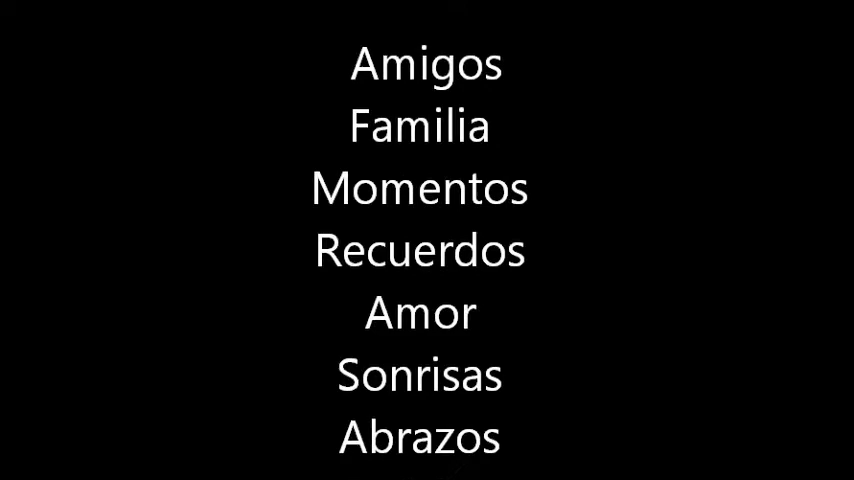 Amigos
Familia
Momentos
Recuerdos
Amor
Sonrisas
Abrazos